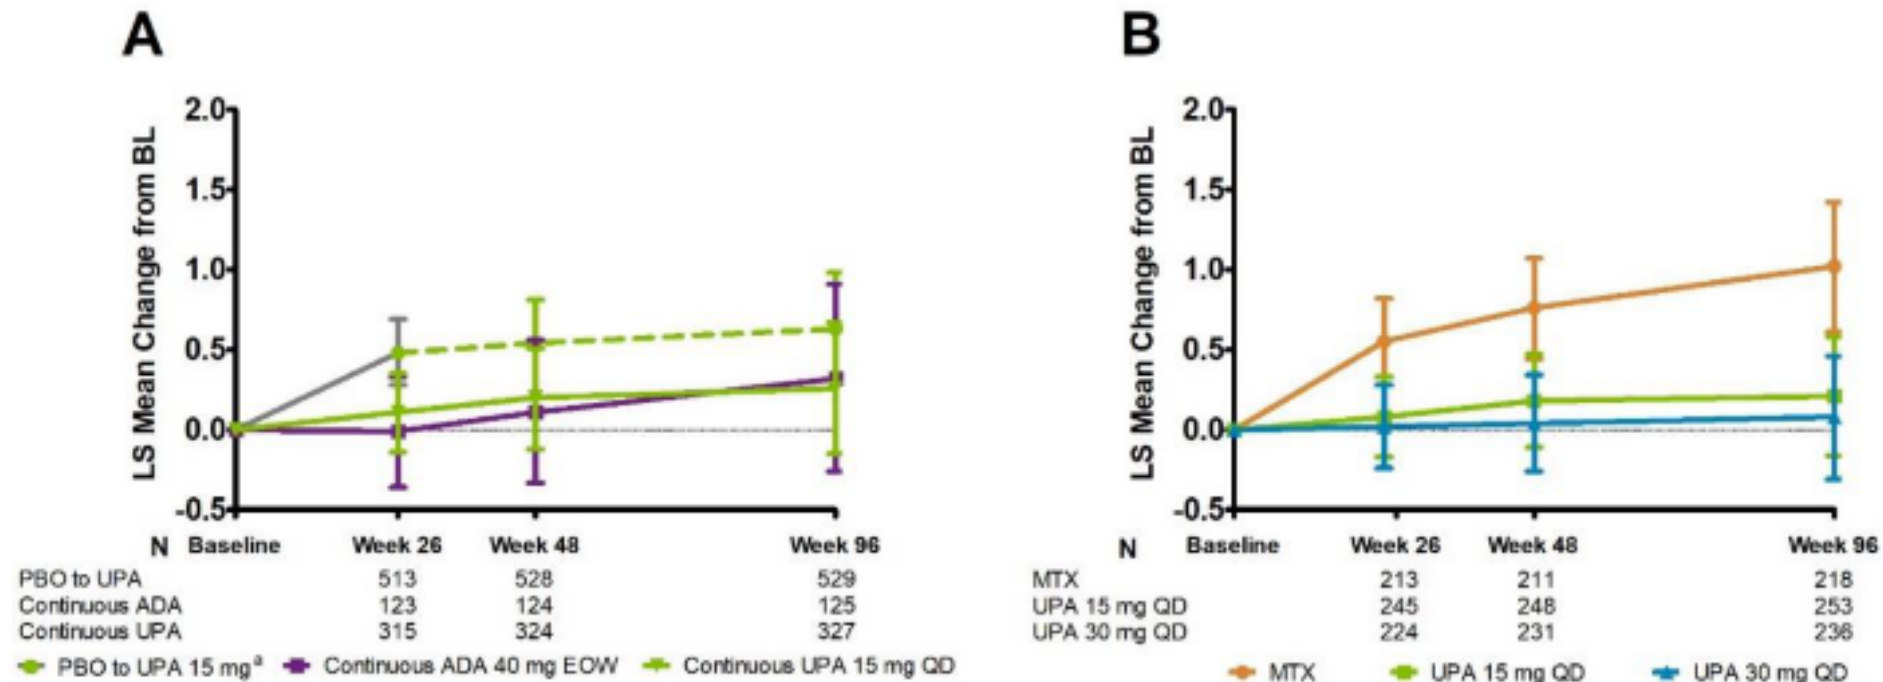 A
LS Mean Change from BL
2.0
1.5
1.0
0.5
0.0
-0.5
N Baseline Week 26 Week 48 Week 96
PBO to UPA 513 528 529
Continuous ADA 123 124 125
Continuous UPA 315 324 327
PBO to UPA 15 mgᵃ Continuous ADA 40 mg EOW Continuous UPA 15 mg QD
B
LS Mean Change from BL
2.0
1.5
1.0
0.5
0.0
-0.5
N Baseline Week 26 Week 48 Week 96
MTX 213 211 218
UPA 15 mg QD 245 248 253
UPA 30 mg QD 224 231 236
MTX UPA 15 mg QD UPA 30 mg QD